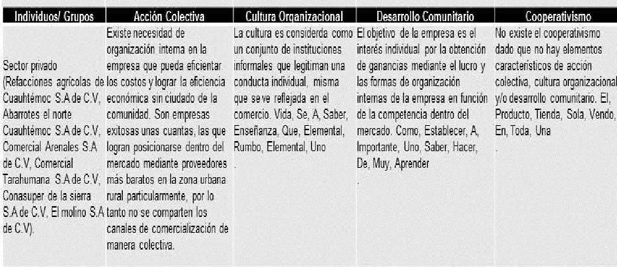 Individuos/ Grupos
Acción Colectiva
Cultura Organizacional
Desarrollo Comunitario
Cooperativismo
Sector privado
(Refacciones agrícolas de
Cuauhtémoc S.A de C.V,
Abarrotes el norte
Cuauhtémoc S.A de C.V,
Comercial Arenales S.A
de C.V, Comercial
Tarahumana S.A de C.V,
Conasuper de la sierra
S.A de C.V, El molino S.A
de C.V).
Existe necesidad de
organización interna en la
empresa que pueda eficientar
los costos y lograr la eficiencia
económica sin ciudado de la
comunidad. Son empresas
exitosas unas cuantas, las que
logran posicionarse dentro del
mercado mediante proveedores
más baratos en la zona urbana
rural particularmente, por lo
tanto no se comparten los
canales de comercialización de
manera colectiva.
La cultura es considerda como
un conjunto de instituciones
informales que legitiman una
conducta individual, misma
que se ve reflejada en el
comercio. Vida, Se, A, Saber,
Enseñanza, Que, Elemental,
Rumbo, Elemental, Uno
.
El objetivo de la empresa es el
interés individual por la obtención
de ganancias mediante el lucro y
las formas de organización
internas de la empresa en función
de la competencia dentro del
mercado. Como, Establecer, A,
Importante, Uno, Saber, Hacer,
De, Muy, Aprender
.
No existe el cooperativismo
dado que no hay elementos
característicos de acción
colectiva, cultura organizacional
y/o desarrollo comunitario. El,
Producto, Tienda, Sola, Vendo,
En, Toda, Una
.